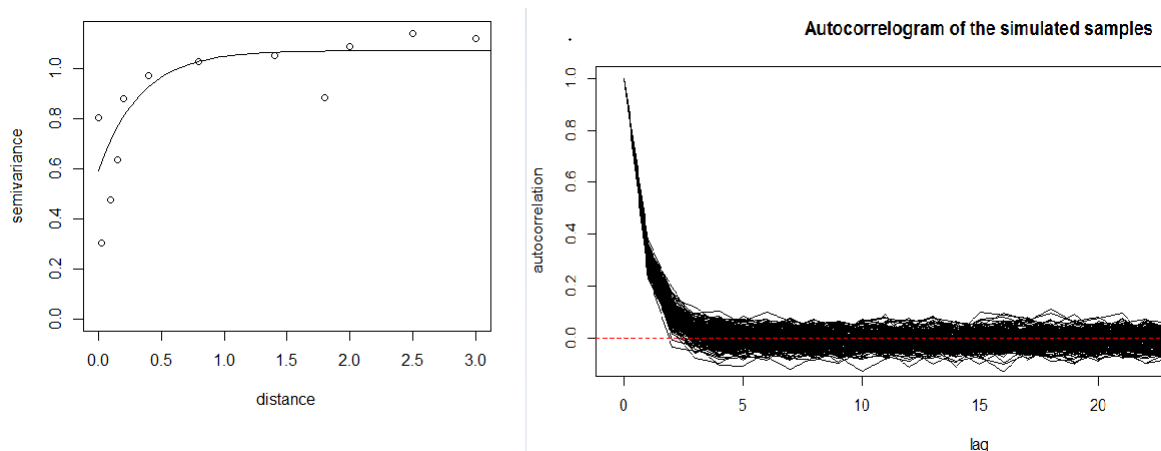 semivariance
0.0 0.2 0.4 0.6 0.8 1.0
0.0 0.5 1.0 1.5 2.0 2.5 3.0
distance
Autocorrelogram of the simulated samples
autocorrelation
0.0 0.2 0.4 0.6 0.8 1.0
0 5 10 15 20
lag